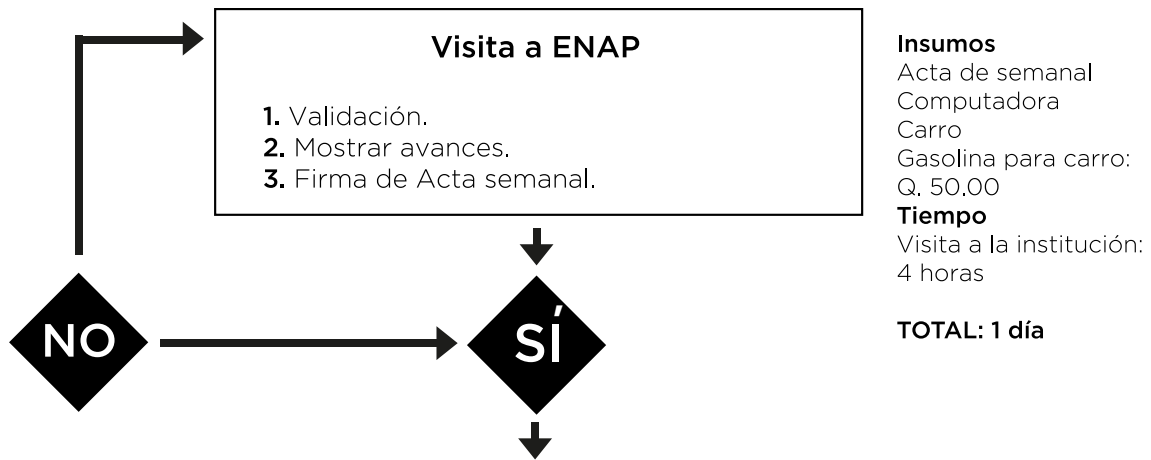 Visita a ENAP
1. Validación.
2. Mostrar avances.
3. Firma de Acta semanal.
NO
SÍ
Insumos
Acta de semanal
Computadora
Carro
Gasolina para carro:
Q. 50.00
Tiempo
Visita a la institución:
4 horas
TOTAL: 1 día